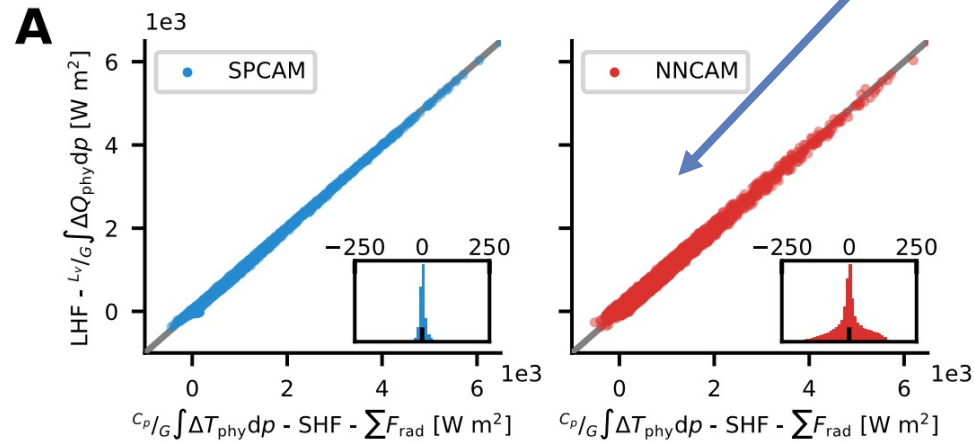 A
1e3
LHF - Lv/G∫ΔQphydp [W m²]
6
4
2
0
SPCAM
−250 0 250
0 2 4 6
1e3
Cp/G∫ΔTphydp - SHF - ∑Frad [W m²]
NNCAM
−250 0 250
0 2 4 6
1e3
Cp/G∫ΔTphydp - SHF - ∑Frad [W m²]